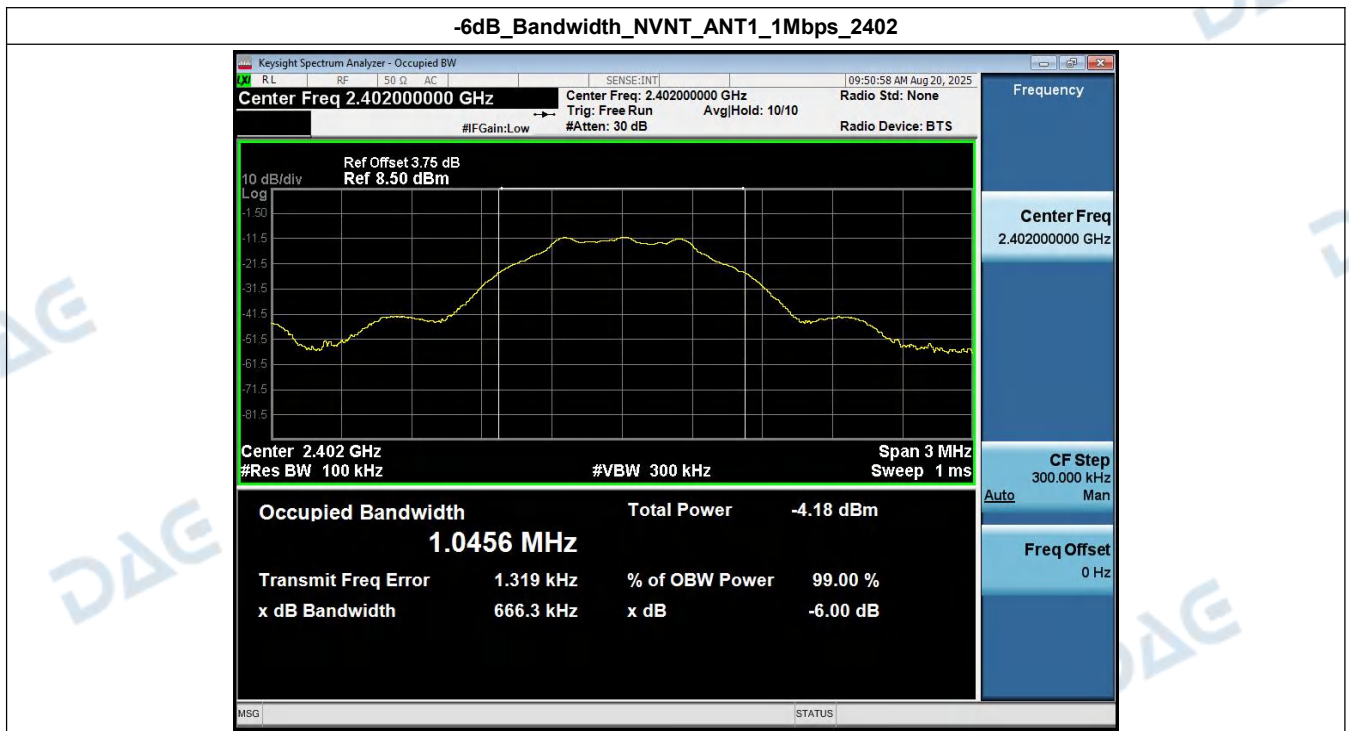 -6dB_Bandwidth_NVNT_ANT1_1Mbps_2402
Keysight Spectrum Analyzer - Occupied BW
LXI RL RF 50 Ω AC SENSE:INT 09:50:58 AM Aug 20, 2025
Center Freq 2.402000000 GHz
Center Freq: 2.402000000 GHz
Radio Std: None
Trig: Free Run Avg|Hold: 10/10
#IFGain:Low
#Atten: 30 dB
Radio Device: BTS
Ref Offset 3.75 dB
10 dB/div Ref 8.50 dBm
Log
-1.50
-11.5
-21.5
-31.5
-41.5
-51.5
-61.5
-71.5
-81.5
Center 2.402 GHz Span 3 MHz
#Res BW 100 kHz #VBW 300 kHz Sweep 1 ms
Occupied Bandwidth Total Power -4.18 dBm
1.0456 MHz
Transmit Freq Error 1.319 kHz % of OBW Power 99.00 %
x dB Bandwidth 666.3 kHz x dB -6.00 dB
MSG STATUS
Frequency
Center Freq
2.402000000 GHz
CF Step
300.000 kHz
Auto Man
Freq Offset
0 Hz
DAE
DAE
DAE